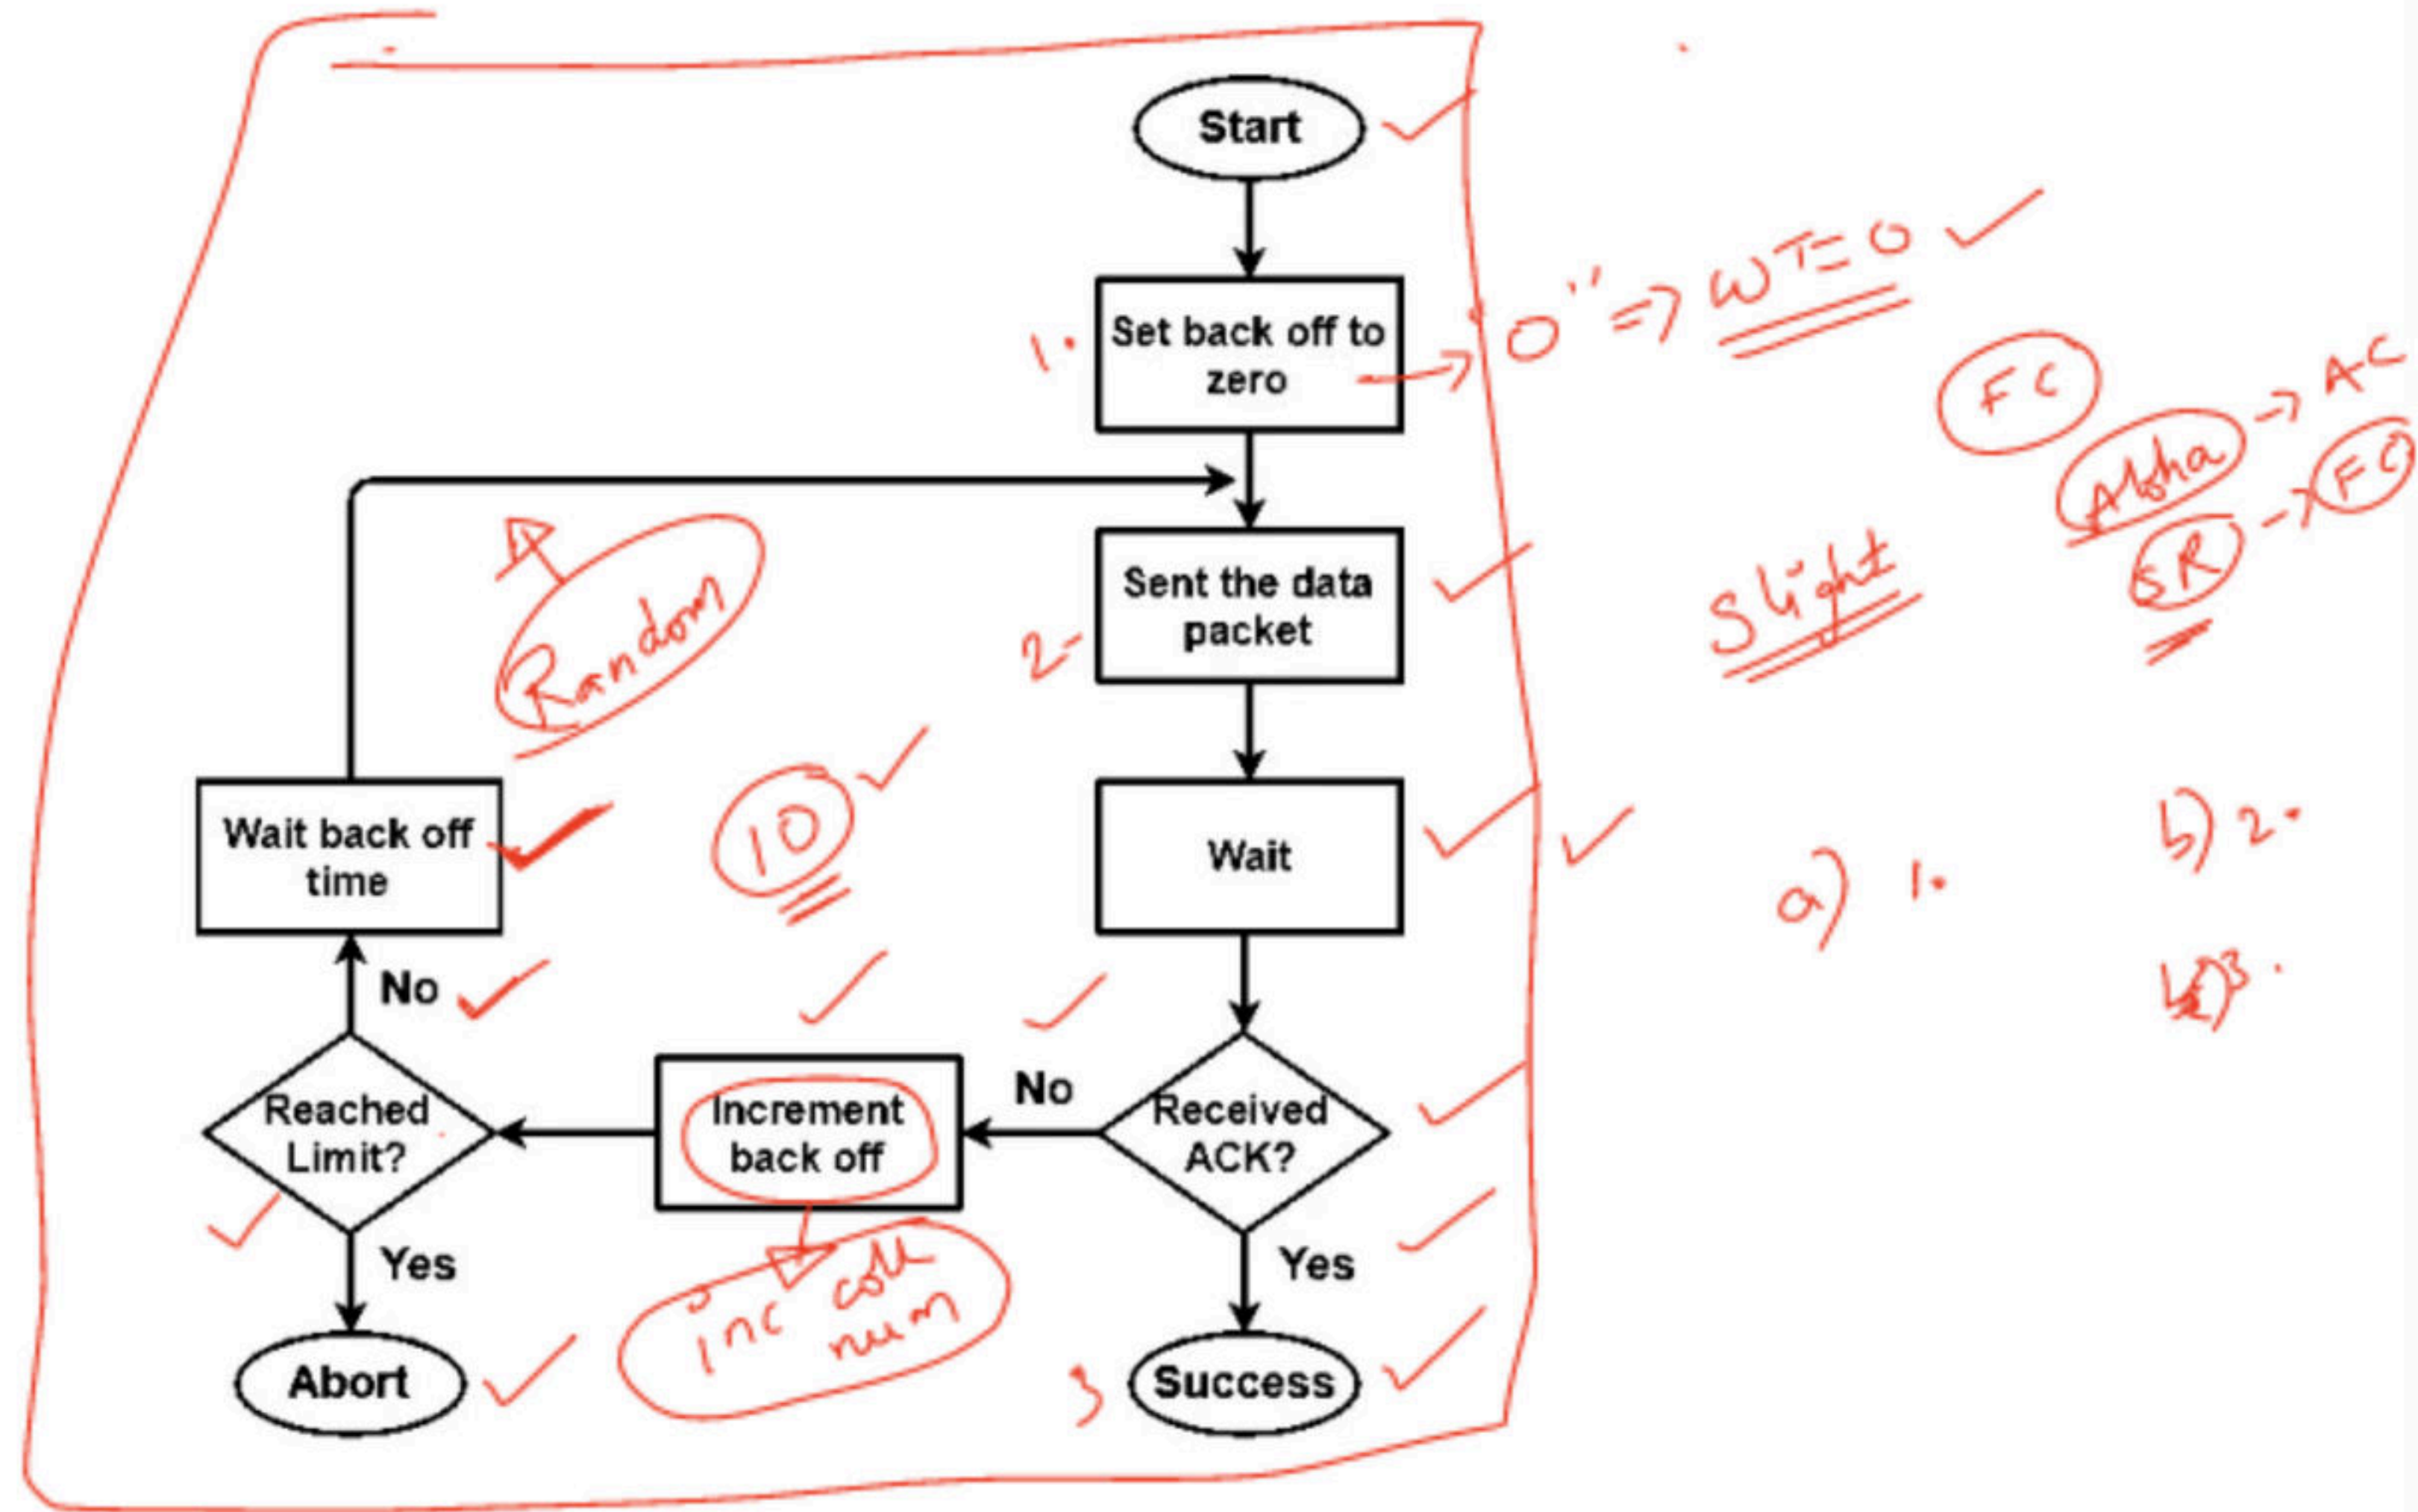 Start
Set back off to
zero
1.
0" => WT=0
FC
Alpha -> AC
SR -> FC
Slight
Sent the data
packet
2-
Random
Wait
Wait back off
time
10
a) 1.
b) 2.
3.
No
Received
ACK?
No
Increment
back off
Reached
Limit?
Yes
Yes
inc coll
num
Abort
3
Success